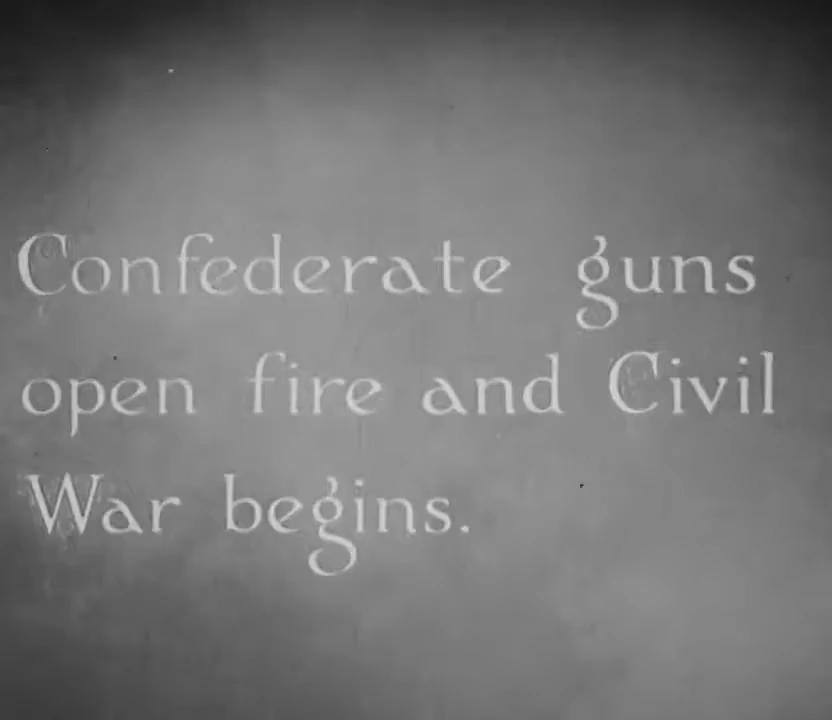 Confederate guns
open fire and Civil
War begins.